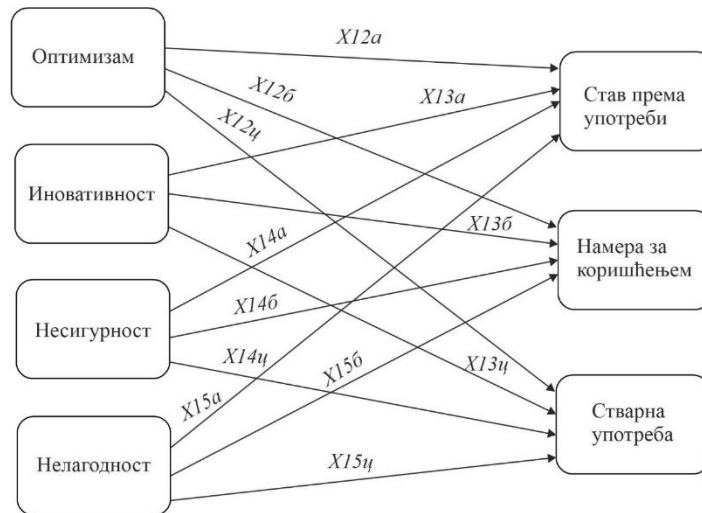 Оптимизам
Иновативност
Несигурност
Нелагодност
X12а
X12б
X12ц
X13а
X13б
X13ц
X14а
X14б
X14ц
X15а
X15б
X15ц
Став према
употреби
Намера за
коришћењем
Стварна
употреба